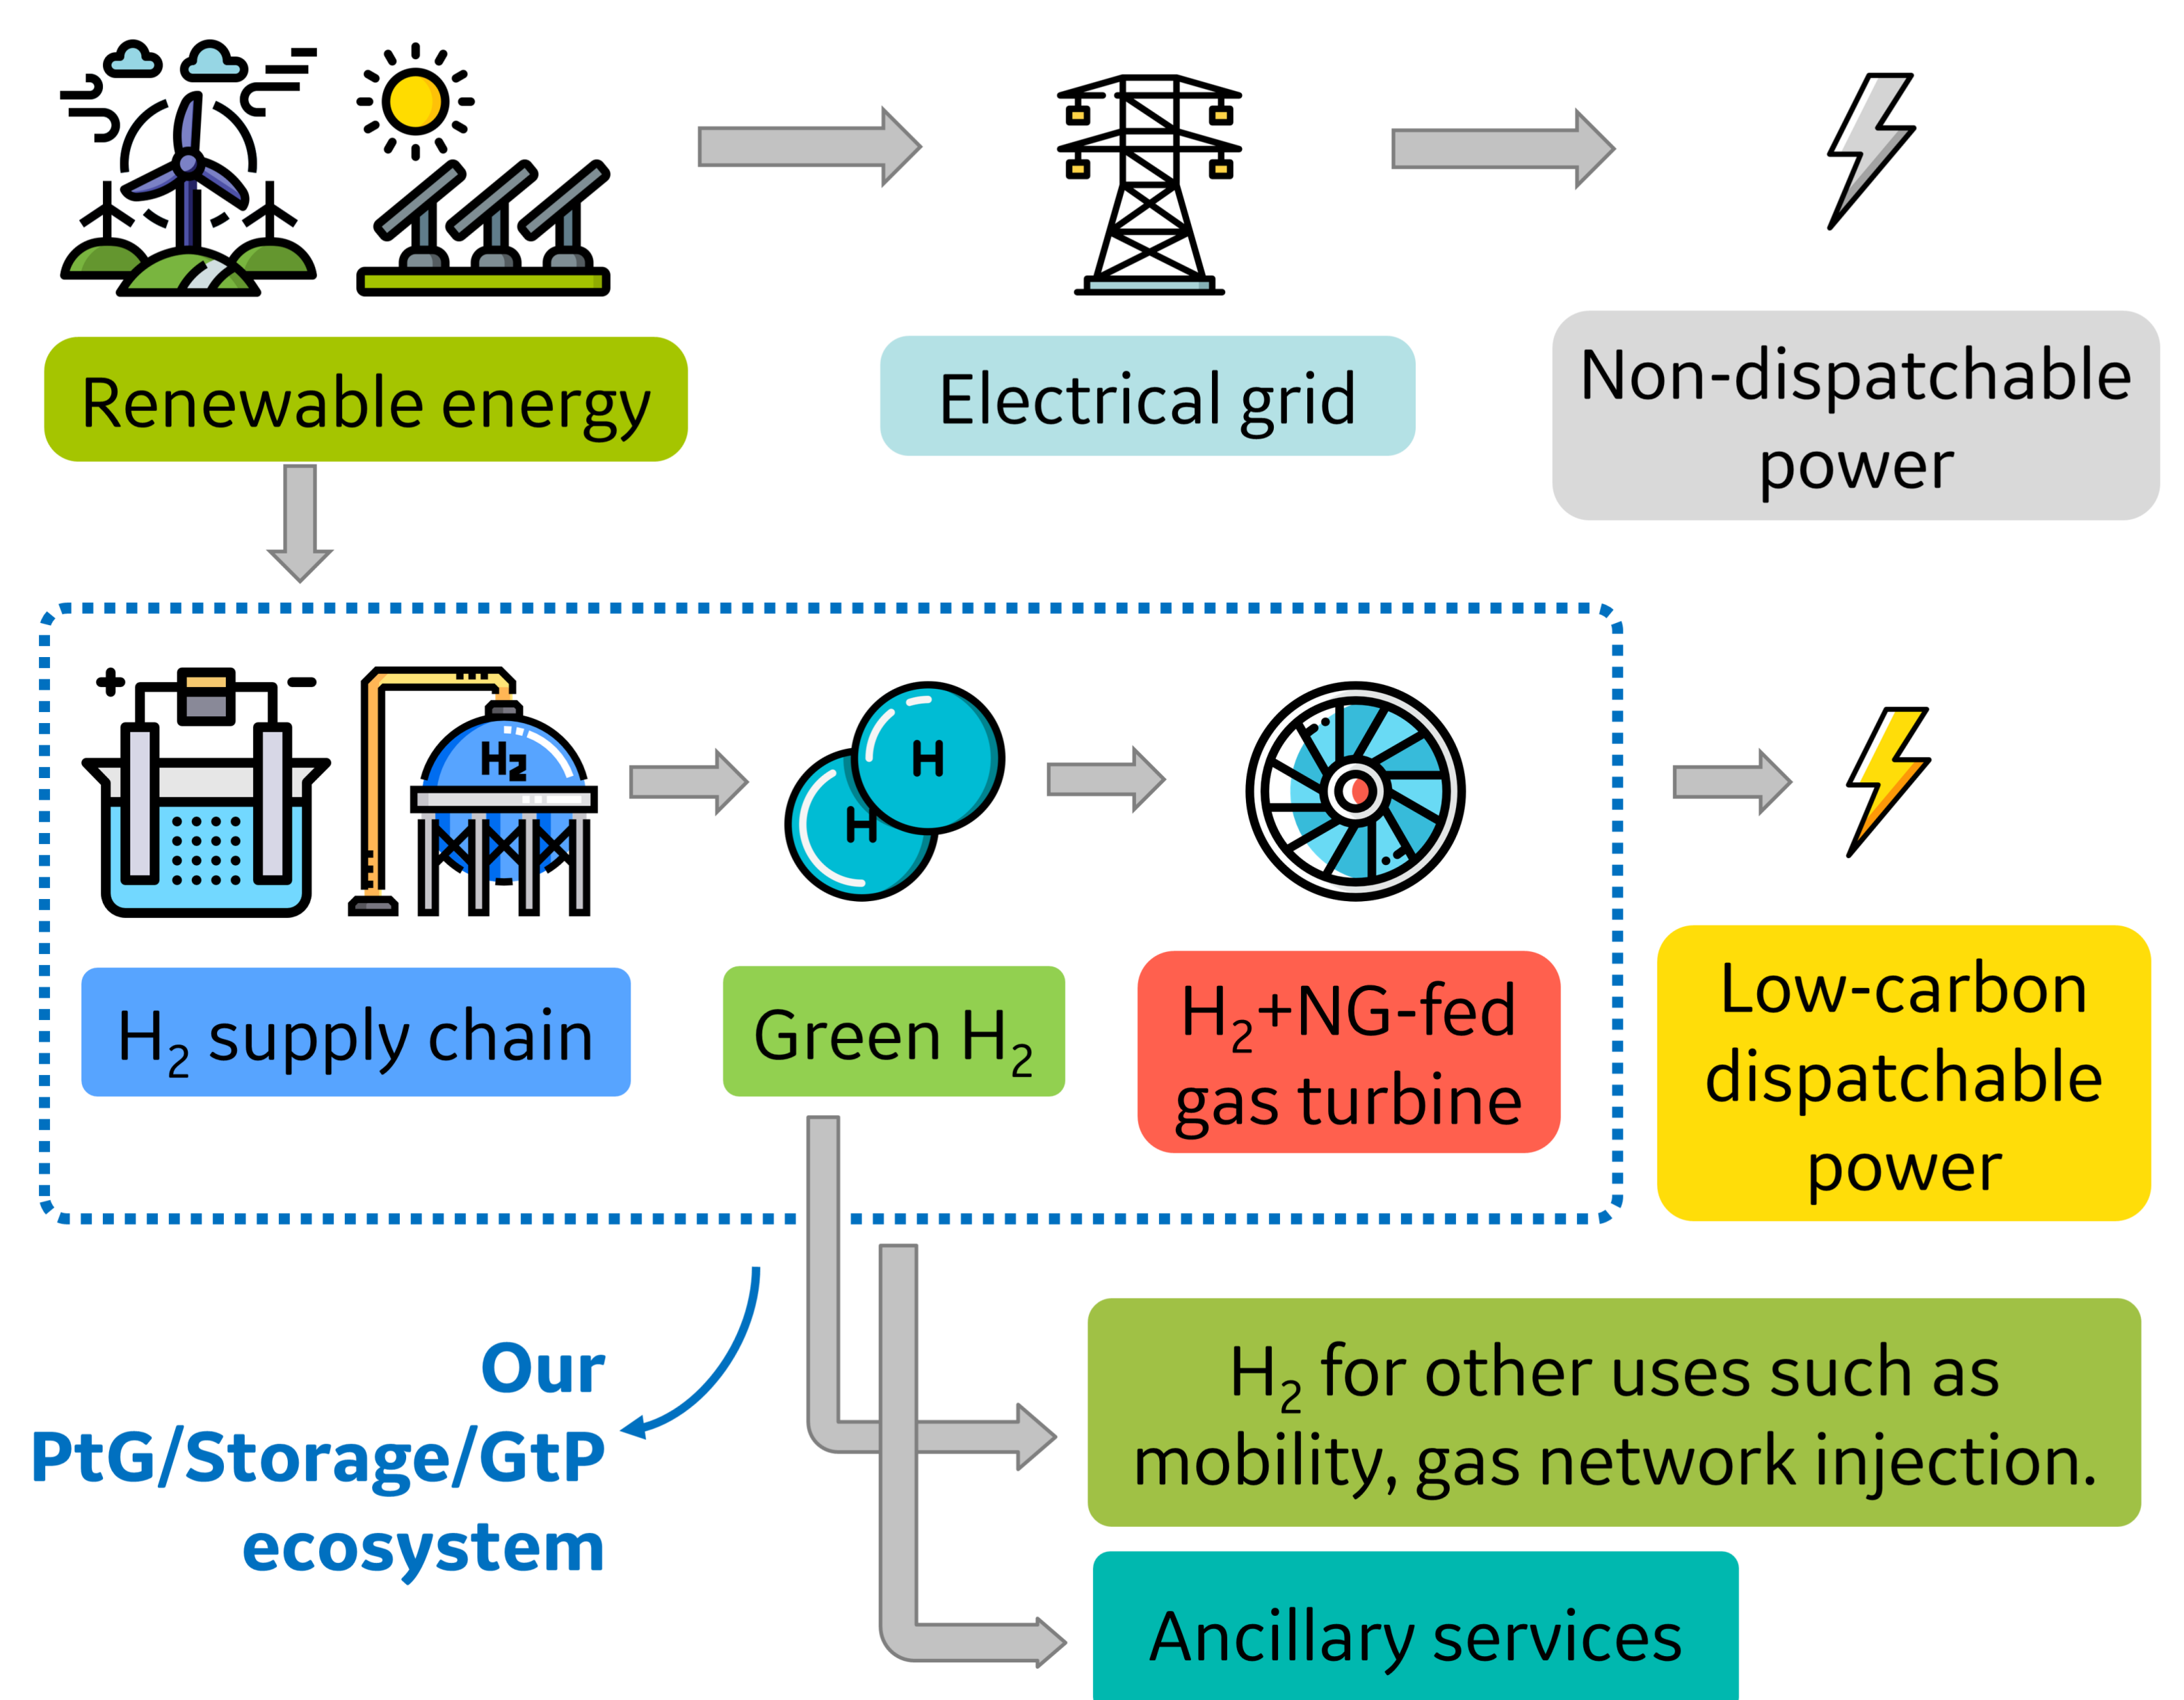 Renewable energy
Electrical grid
Non-dispatchable
power
+
−
H2
H
H
H₂ supply chain
Green H₂
H₂+NG-fed
gas turbine
Low-carbon
dispatchable
power
Our
PtG/Storage/GtP
ecosystem
H₂ for other uses such as
mobility, gas network injection.
Ancillary services